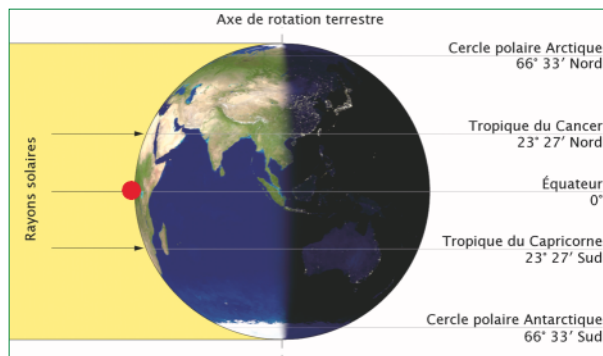 Axe de rotation terrestre
Cercle polaire Arctique
66° 33′ Nord
Tropique du Cancer
23° 27′ Nord
Rayons solaires
Équateur
0°
Tropique du Capricorne
23° 27′ Sud
Cercle polaire Antarctique
66° 33′ Sud